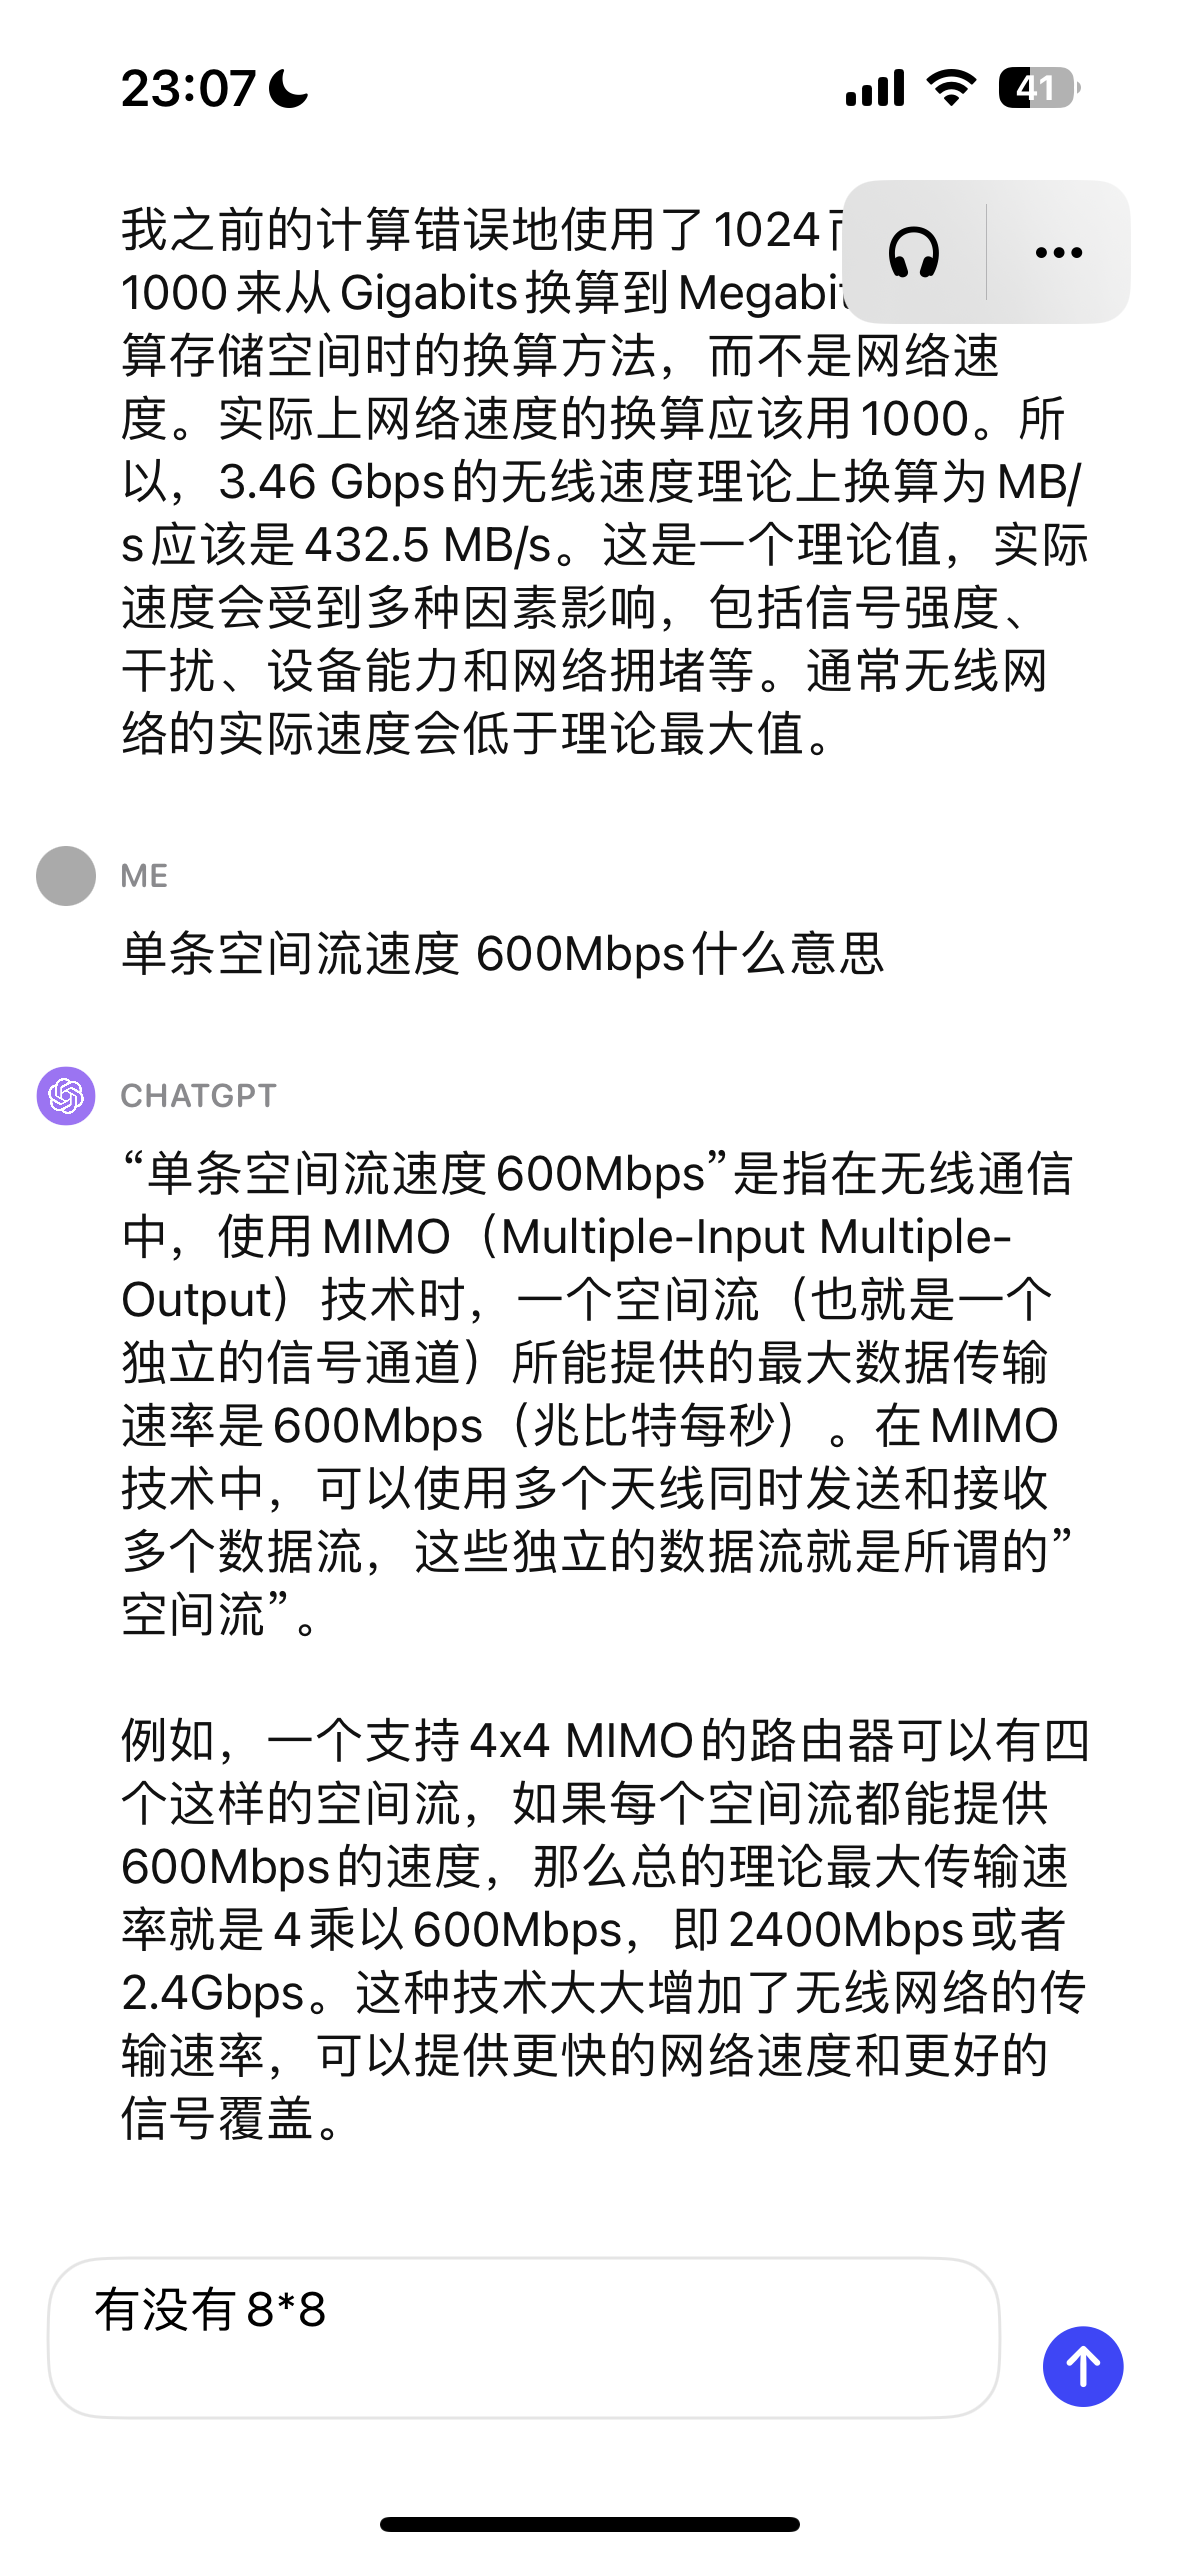 23:07
41
我之前的计算错误地使用了1024
1000来从Gigabits换算到Megabit
算存储空间时的换算方法，而不是网络速
度。实际上网络速度的换算应该用1000。所
以，3.46 Gbps的无线速度理论上换算为MB/
s应该是432.5 MB/s。这是一个理论值，实际
速度会受到多种因素影响，包括信号强度、
干扰、设备能力和网络拥堵等。通常无线网
络的实际速度会低于理论最大值。
ME
单条空间流速度 600Mbps什么意思
CHATGPT
“单条空间流速度600Mbps”是指在无线通信
中，使用MIMO（Multiple-Input Multiple-
Output）技术时，一个空间流（也就是一个
独立的信号通道）所能提供的最大数据传输
速率是600Mbps（兆比特每秒）。在MIMO
技术中，可以使用多个天线同时发送和接收
多个数据流，这些独立的数据流就是所谓的”
空间流”。
例如，一个支持4x4 MIMO的路由器可以有四
个这样的空间流，如果每个空间流都能提供
600Mbps的速度，那么总的理论最大传输速
率就是4乘以600Mbps，即2400Mbps或者
2.4Gbps。这种技术大大增加了无线网络的传
输速率，可以提供更快的网络速度和更好的
信号覆盖。
有没有8*8